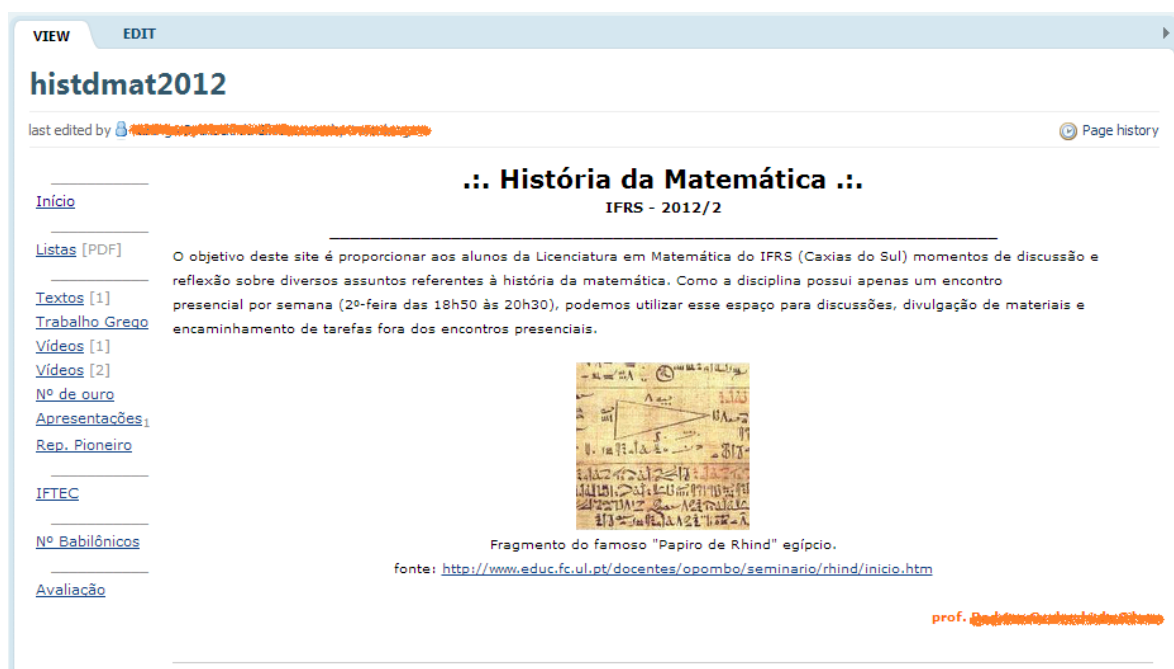 VIEW EDIT
histdmat2012
last edited by
Page history
Início
Listas [PDF]
Textos [1]
Trabalho Grego
Vídeos [1]
Vídeos [2]
Nº de ouro
Apresentações1
Rep. Pioneiro
IFTEC
Nº Babilônicos
Avaliação
.:. História da Matemática .:.
IFRS - 2012/2
O objetivo deste site é proporcionar aos alunos da Licenciatura em Matemática do IFRS (Caxias do Sul) momentos de discussão e
reflexão sobre diversos assuntos referentes à história da matemática. Como a disciplina possui apenas um encontro
presencial por semana (2ª-feira das 18h50 às 20h30), podemos utilizar esse espaço para discussões, divulgação de materiais e
encaminhamento de tarefas fora dos encontros presenciais.
Fragmento do famoso "Papiro de Rhind" egípcio.
fonte: http://www.educ.fc.ul.pt/docentes/opombo/seminario/rhind/inicio.htm
prof.